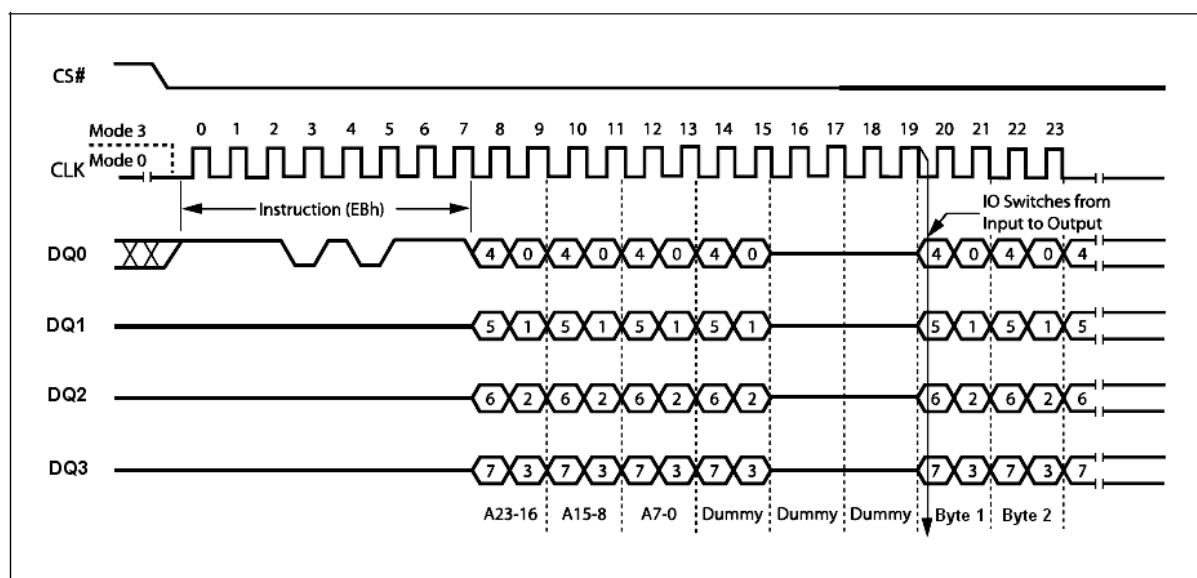 CS#
Mode 3
0 1 2 3 4 5 6 7 8 9 10 11 12 13 14 15 16 17 18 19 20 21 22 23
CLK
Mode 0
Instruction (EBh)
IO Switches from
Input to Output
DQ0
4 0 4 0 4 0 4 0 4 0 4 0 4
DQ1
5 1 5 1 5 1 5 1 5 1 5 1 5
DQ2
6 2 6 2 6 2 6 2 6 2 6 2 6
DQ3
7 3 7 3 7 3 7 3 7 3 7 3 7
A23-16 A15-8 A7-0 Dummy Dummy Dummy Byte 1 Byte 2